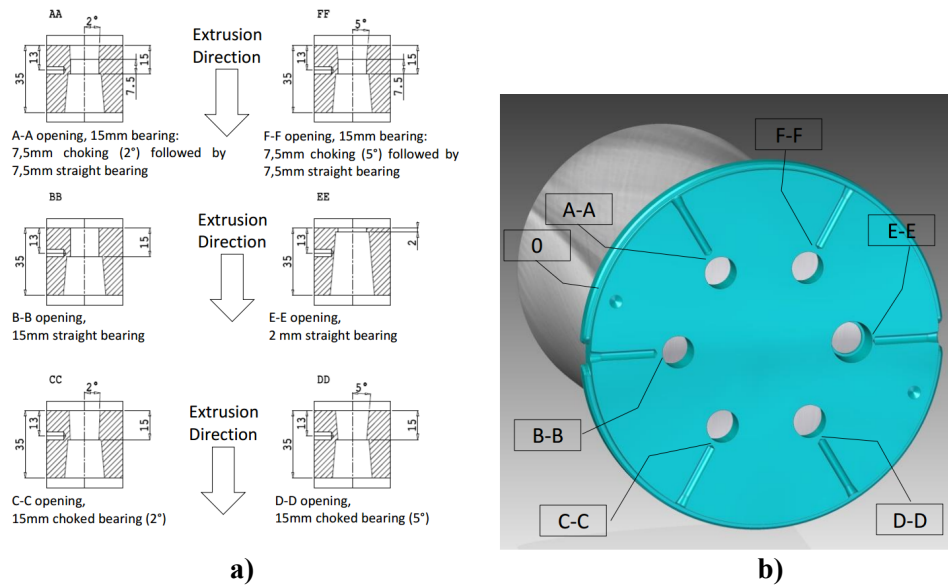 AA
2°
13
35
15
7.5
A-A opening, 15mm bearing:
7,5mm choking (2°) followed by
7,5mm straight bearing
Extrusion
Direction
FF
5°
13
35
15
7.5
F-F opening, 15mm bearing:
7,5mm choking (5°) followed by
7,5mm straight bearing
BB
13
35
15
B-B opening,
15mm straight bearing
Extrusion
Direction
EE
13
35
2
E-E opening,
2 mm straight bearing
CC
2°
13
35
15
C-C opening,
15mm choked bearing (2°)
Extrusion
Direction
DD
5°
13
35
15
D-D opening,
15mm choked bearing (5°)
a)
F-F
A-A
E-E
0
B-B
C-C
D-D
b)